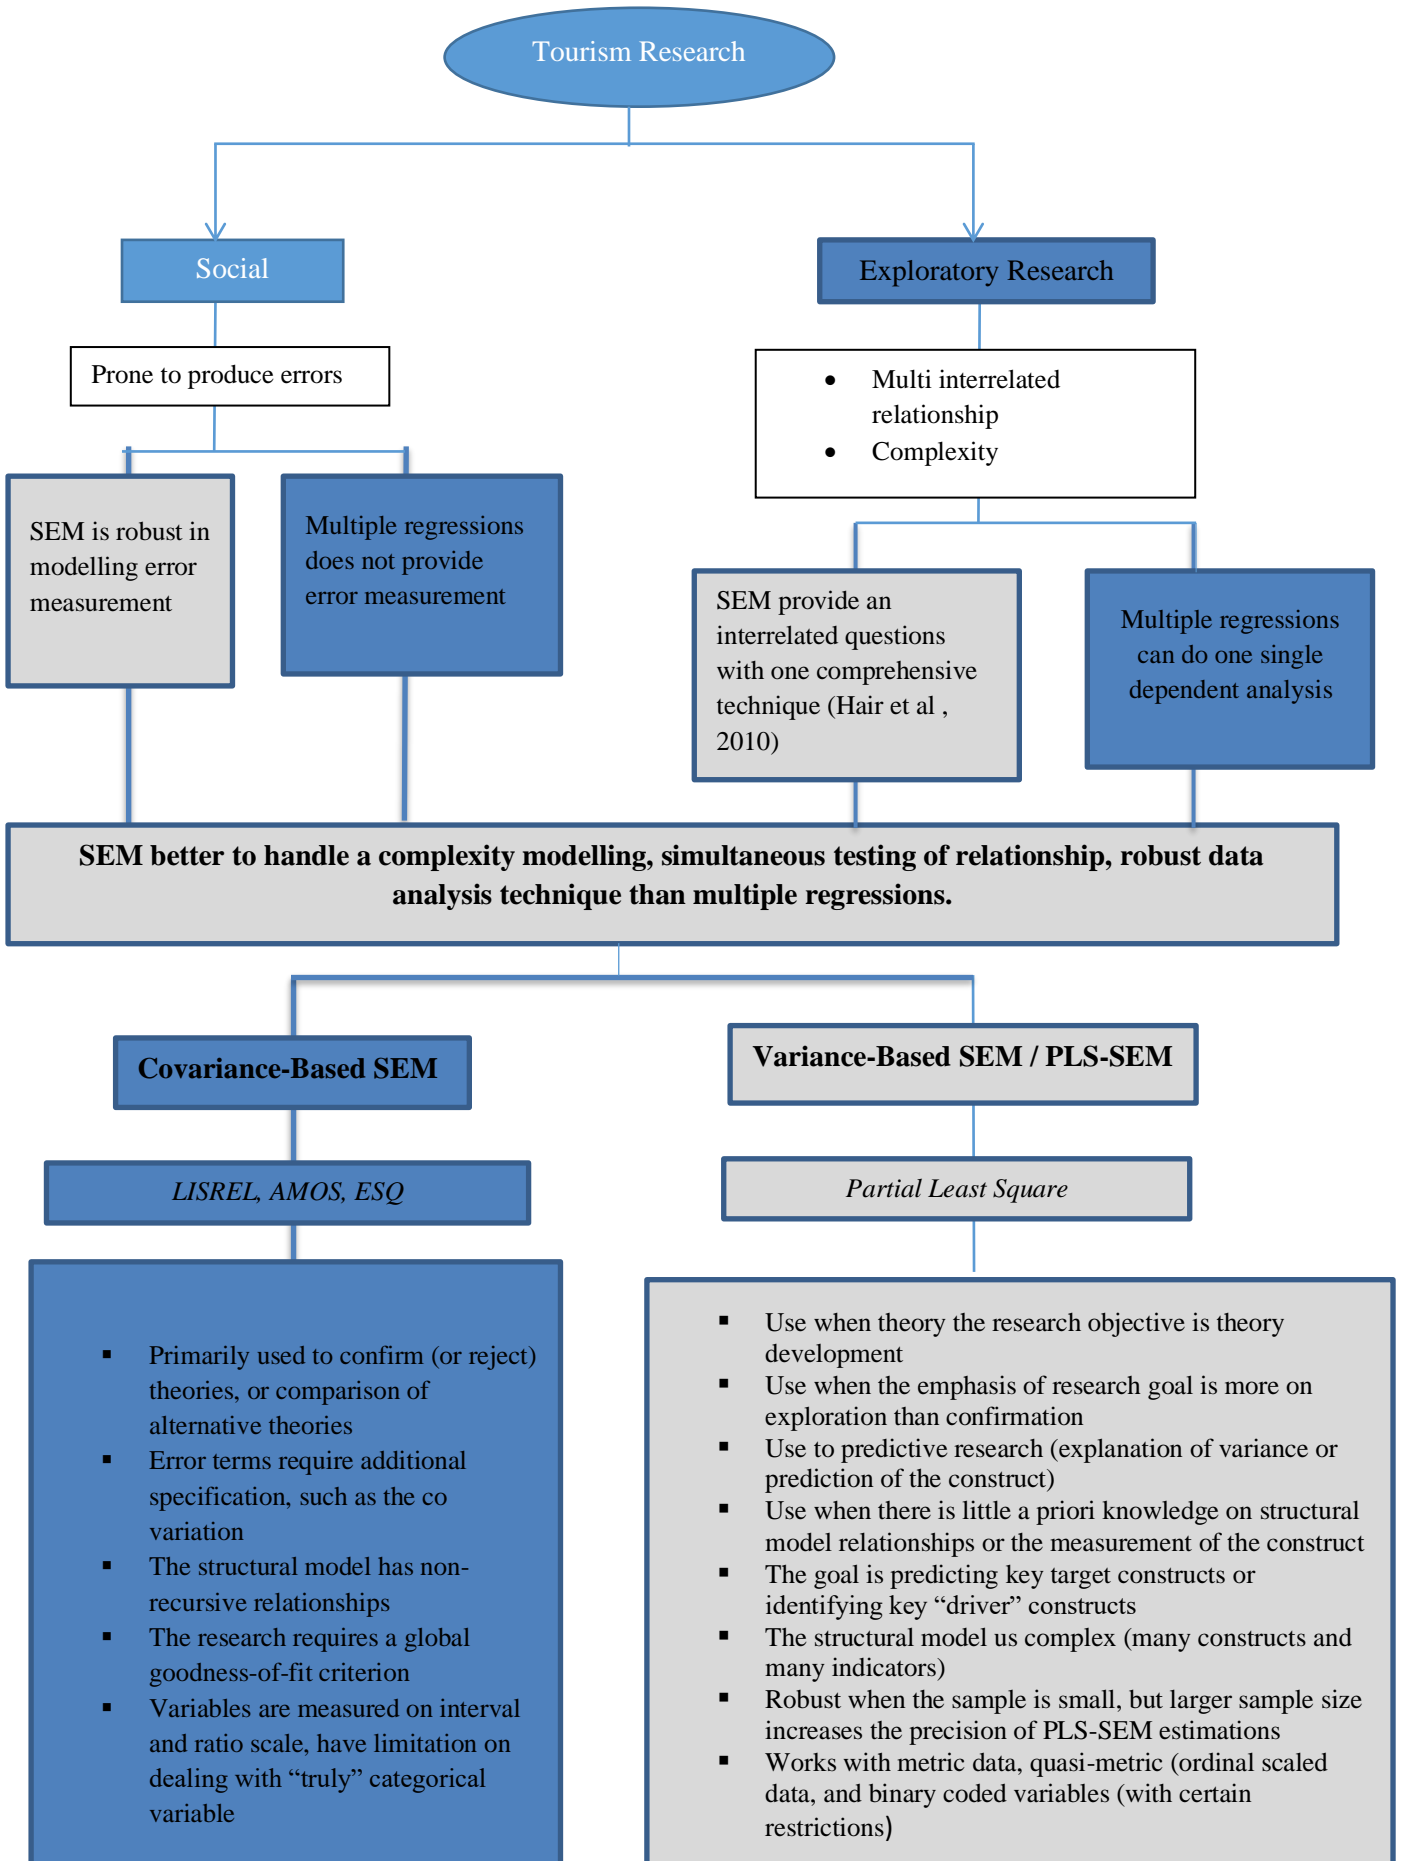 Tourism Research
Social
Exploratory Research
Prone to produce errors
• Multi interrelated
relationship
• Complexity
SEM is robust in
modelling error
measurement
Multiple regressions
does not provide
error measurement
SEM provide an
interrelated questions
with one comprehensive
technique (Hair et al ,
2010)
Multiple regressions
can do one single
dependent analysis
SEM better to handle a complexity modelling, simultaneous testing of relationship, robust data
analysis technique than multiple regressions.
Covariance-Based SEM
Variance-Based SEM / PLS-SEM
LISREL, AMOS, ESQ
Partial Least Square
▪ Primarily used to confirm (or reject)
theories, or comparison of
alternative theories
▪ Error terms require additional
specification, such as the co
variation
▪ The structural model has non-
recursive relationships
▪ The research requires a global
goodness-of-fit criterion
▪ Variables are measured on interval
and ratio scale, have limitation on
dealing with “truly” categorical
variable
▪ Use when theory the research objective is theory
development
▪ Use when the emphasis of research goal is more on
exploration than confirmation
▪ Use to predictive research (explanation of variance or
prediction of the construct)
▪ Use when there is little a priori knowledge on structural
model relationships or the measurement of the construct
▪ The goal is predicting key target constructs or
identifying key “driver” constructs
▪ The structural model us complex (many constructs and
many indicators)
▪ Robust when the sample is small, but larger sample size
increases the precision of PLS-SEM estimations
▪ Works with metric data, quasi-metric (ordinal scaled
data, and binary coded variables (with certain
restrictions)